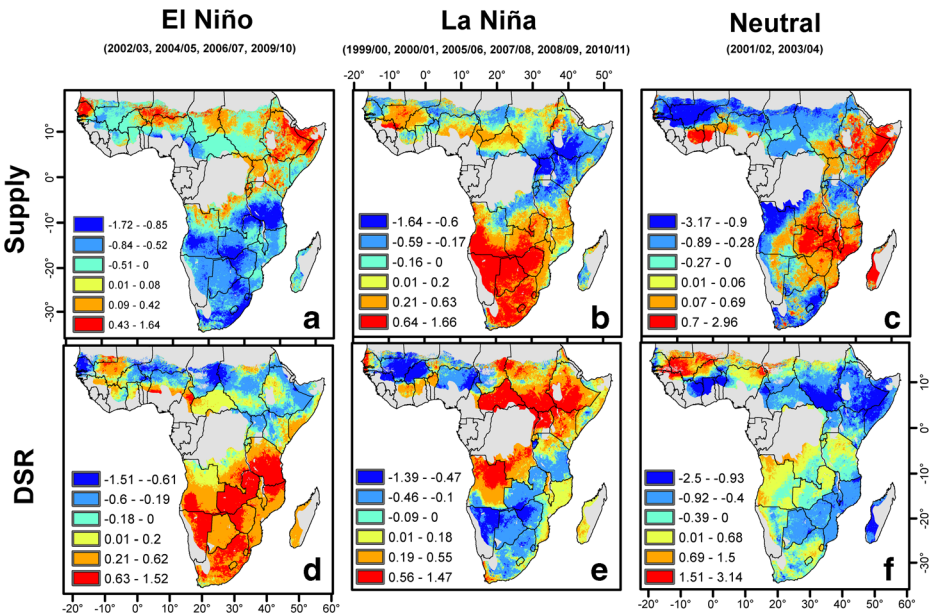 El Niño
(2002/03, 2004/05, 2006/07, 2009/10)
La Niña
(1999/00, 2000/01, 2005/06, 2007/08, 2008/09, 2010/11)
Neutral
(2001/02, 2003/04)
-20° 0° 10° 20° 30° 40° 50°
Supply
10°
0°
-10°
-20°
-30°
-1.72 - -0.85
-0.84 - -0.52
-0.51 - 0
0.01 - 0.08
0.09 - 0.42
0.43 - 1.64
a
-1.64 - -0.6
-0.59 - -0.17
-0.16 - 0
0.01 - 0.2
0.21 - 0.63
0.64 - 1.66
b
-3.17 - -0.9
-0.89 - -0.28
-0.27 - 0
0.01 - 0.06
0.07 - 0.69
0.7 - 2.96
c
DSR
-1.51 - -0.61
-0.6 - -0.19
-0.18 - 0
0.01 - 0.2
0.21 - 0.62
0.63 - 1.52
d
-1.39 - -0.47
-0.46 - -0.1
-0.09 - 0
0.01 - 0.18
0.19 - 0.55
0.56 - 1.47
e
-2.5 - -0.93
-0.92 - -0.4
-0.39 - 0
0.01 - 0.68
0.69 - 1.5
1.51 - 3.14
f
10°
0°
-10°
-20°
-30°
-20° -10° 0° 10° 20° 30° 40° 60°
-20° -10° 0° 10° 20° 30° 40° 50° 60°